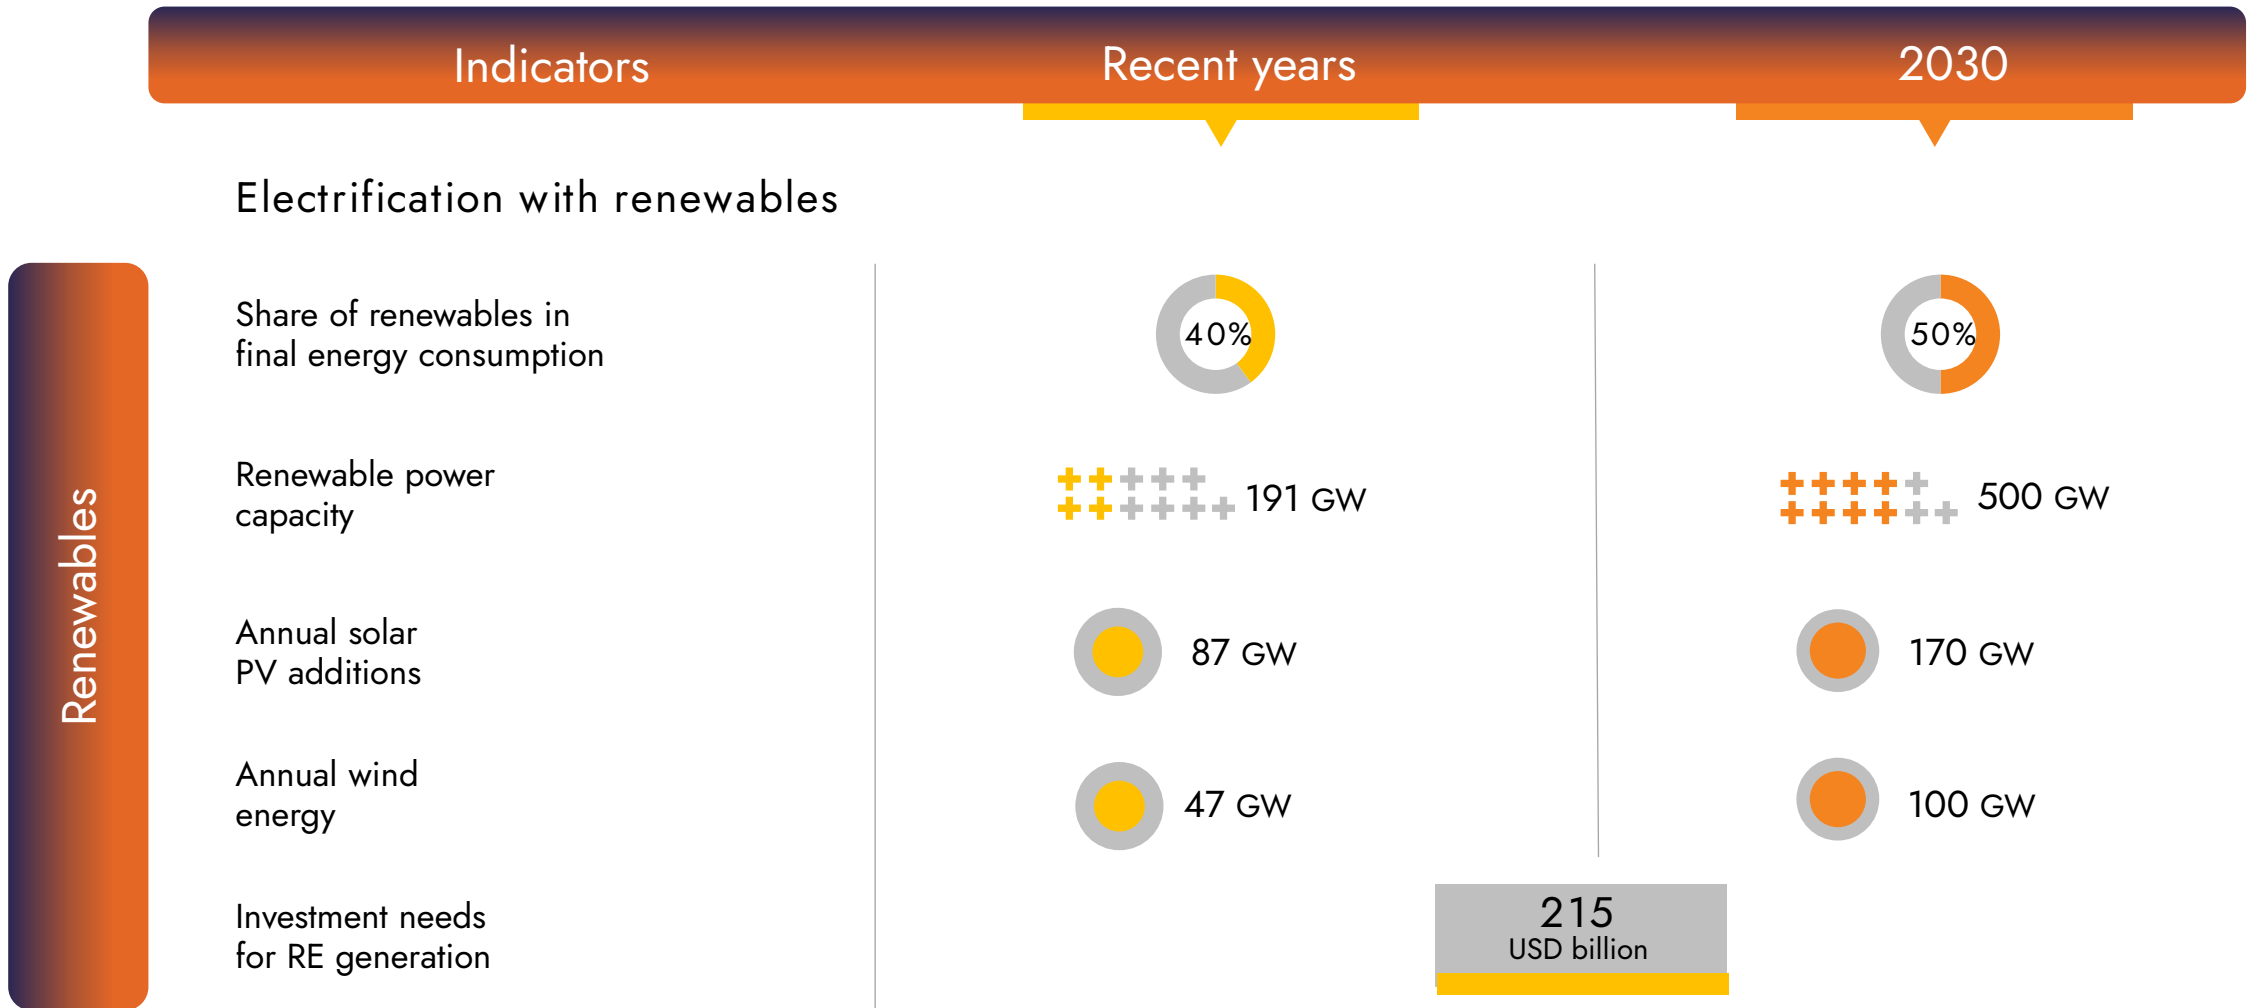 Indicators
Recent years
2030
Electrification with renewables
Renewables
Share of renewables in
final energy consumption
40%
50%
Renewable power
capacity
191 GW
500 GW
Annual solar
PV additions
87 GW
170 GW
Annual wind
energy
47 GW
100 GW
Investment needs
for RE generation
215
USD billion